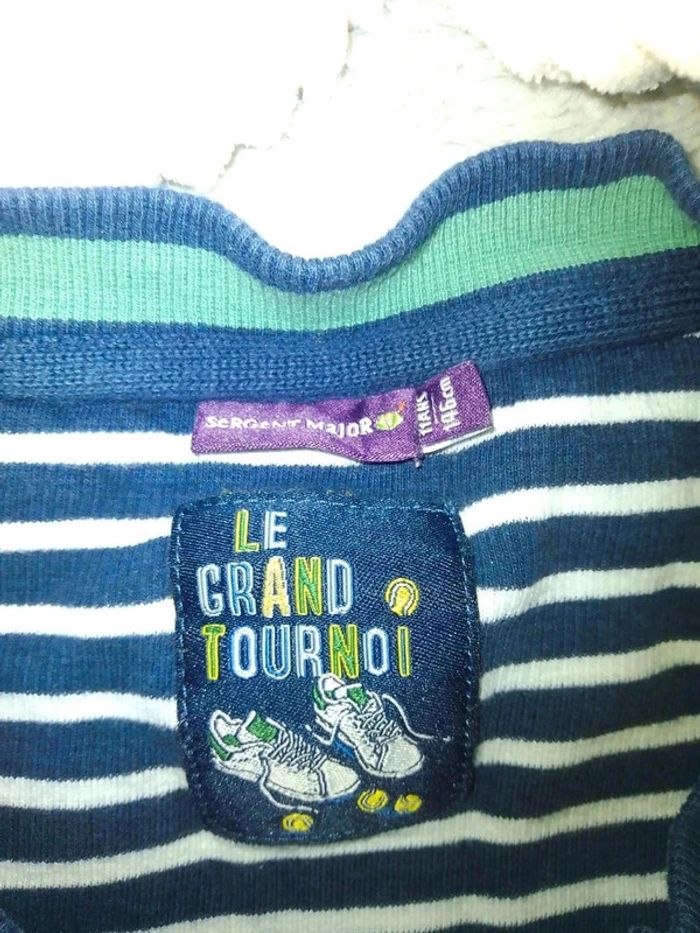 SeRGeNT MaJOR
11ANS
146cm
LE
GRAND
TOURNOI